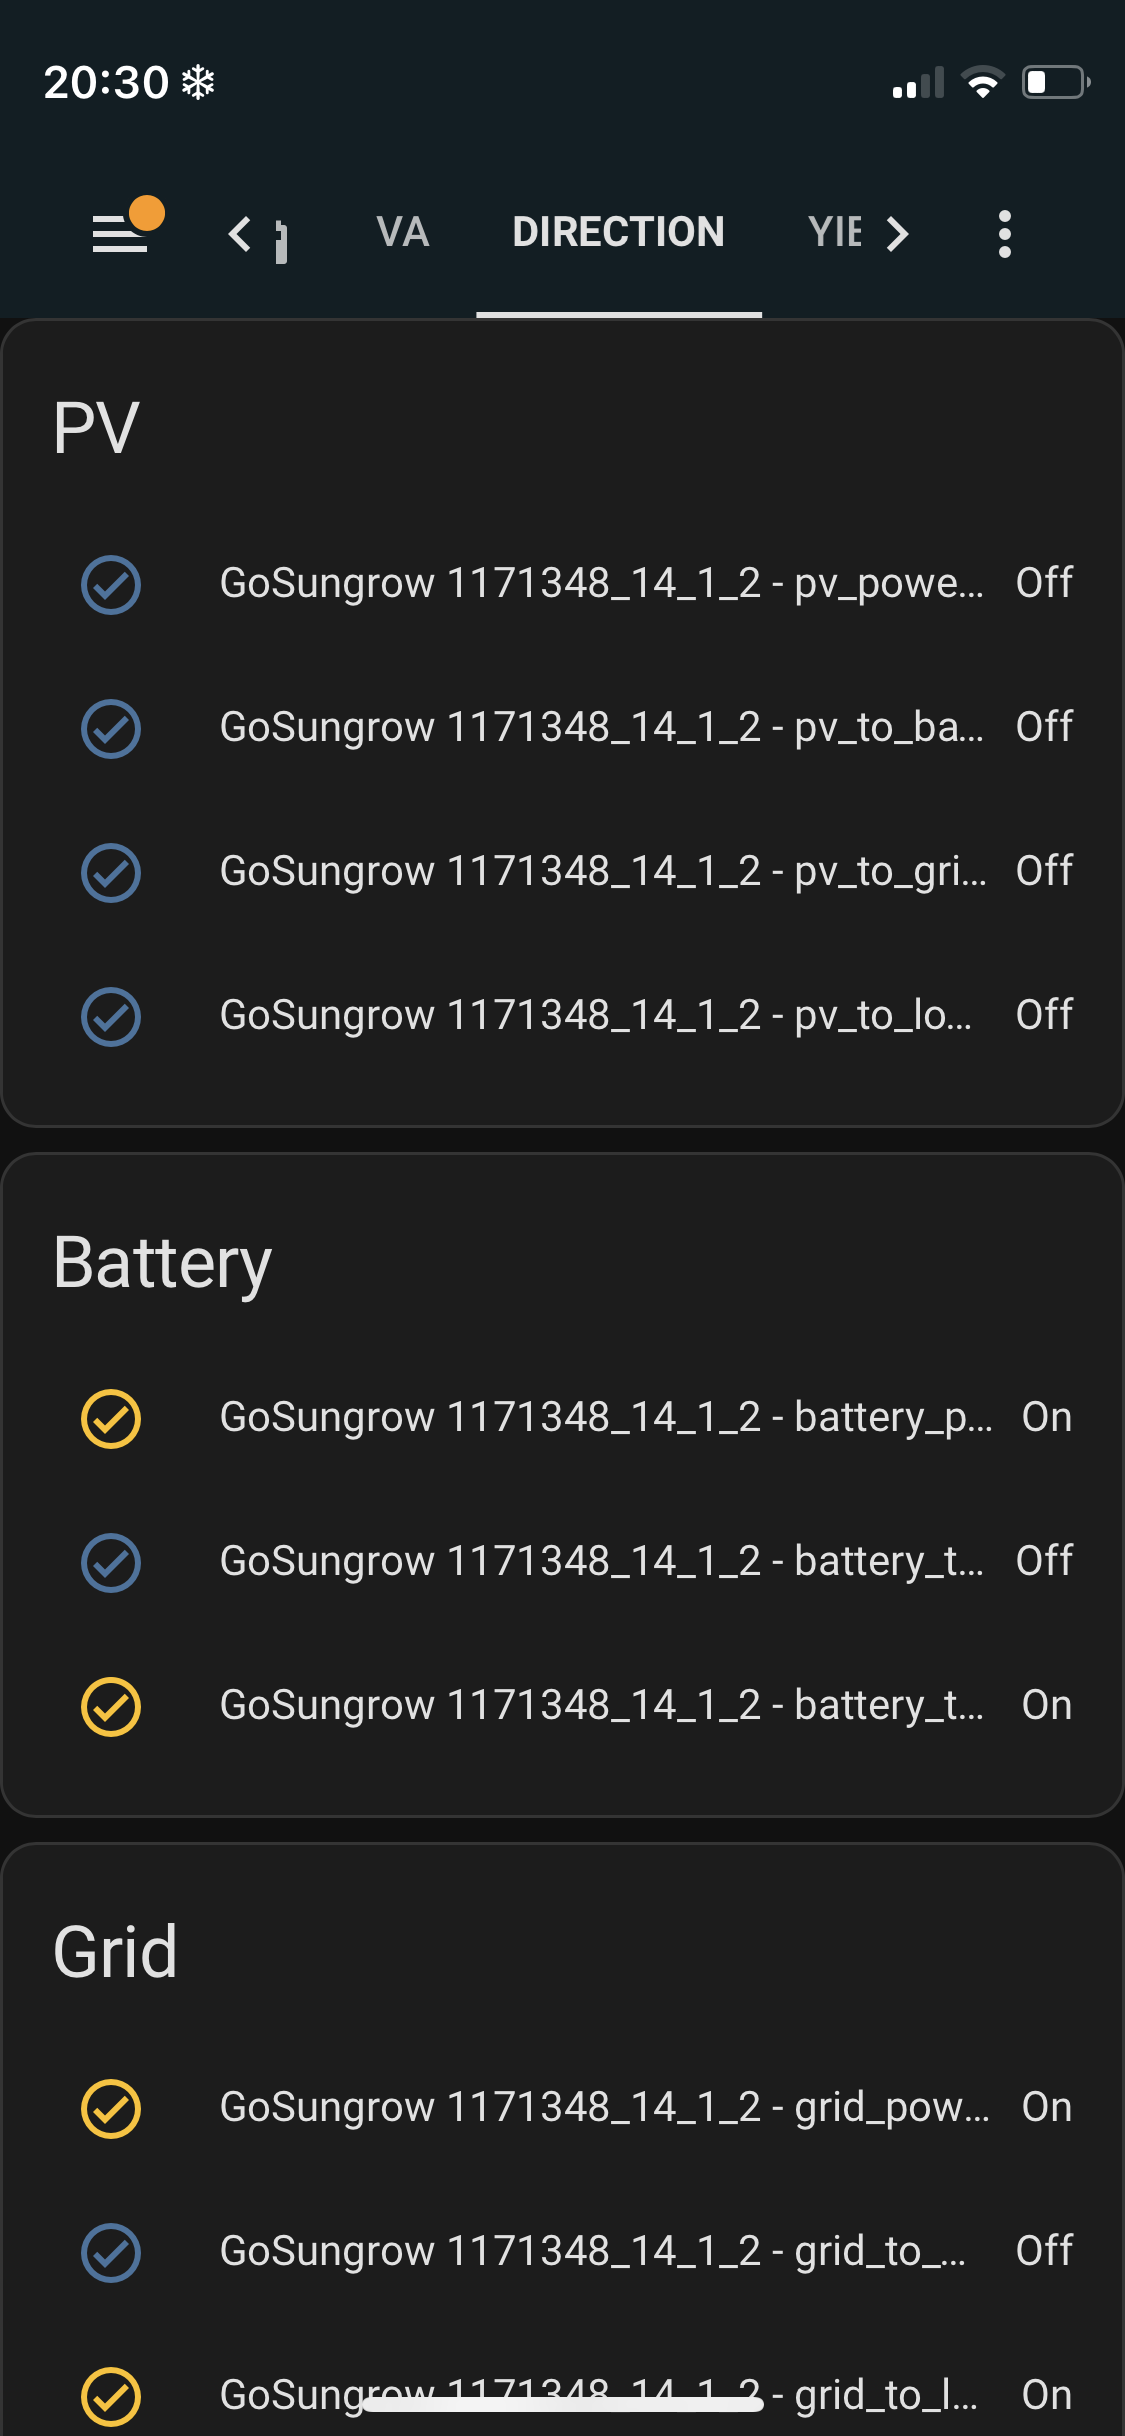 20:30
VA DIRECTION YIE
PV
GoSungrow 1171348_14_1_2 - pv_powe... Off
GoSungrow 1171348_14_1_2 - pv_to_ba... Off
GoSungrow 1171348_14_1_2 - pv_to_gri... Off
GoSungrow 1171348_14_1_2 - pv_to_lo... Off
Battery
GoSungrow 1171348_14_1_2 - battery_p... On
GoSungrow 1171348_14_1_2 - battery_t... Off
GoSungrow 1171348_14_1_2 - battery_t... On
Grid
GoSungrow 1171348_14_1_2 - grid_pow... On
GoSungrow 1171348_14_1_2 - grid_to_... Off
GoSungrow 1171348_14_1_2 - grid_to_l... On